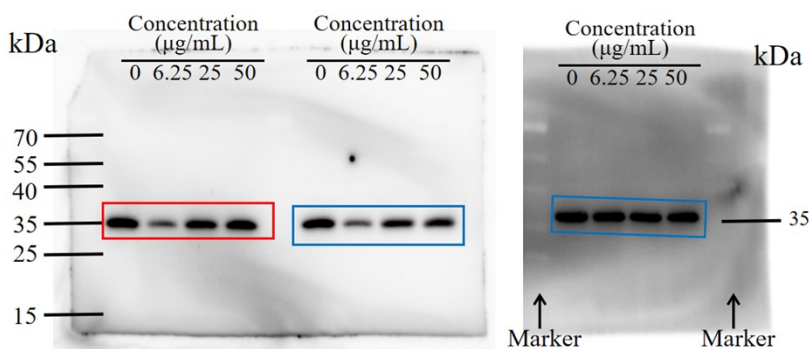 kDa
Concentration
(μg/mL)
0 6.25 25 50
Concentration
(μg/mL)
0 6.25 25 50
70
55
40
35
25
15
Concentration
(μg/mL)
0 6.25 25 50
kDa
35
Marker
Marker